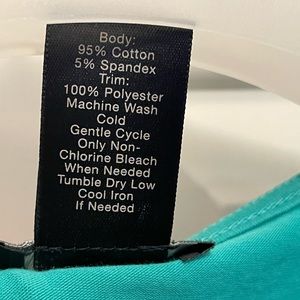 Body:
95% Cotton
5% Spandex
Trim:
100% Polyester
Machine Wash
Cold
Gentle Cycle
Only Non-
Chlorine Bleach
When Needed
Tumble Dry Low
Cool Iron
If Needed